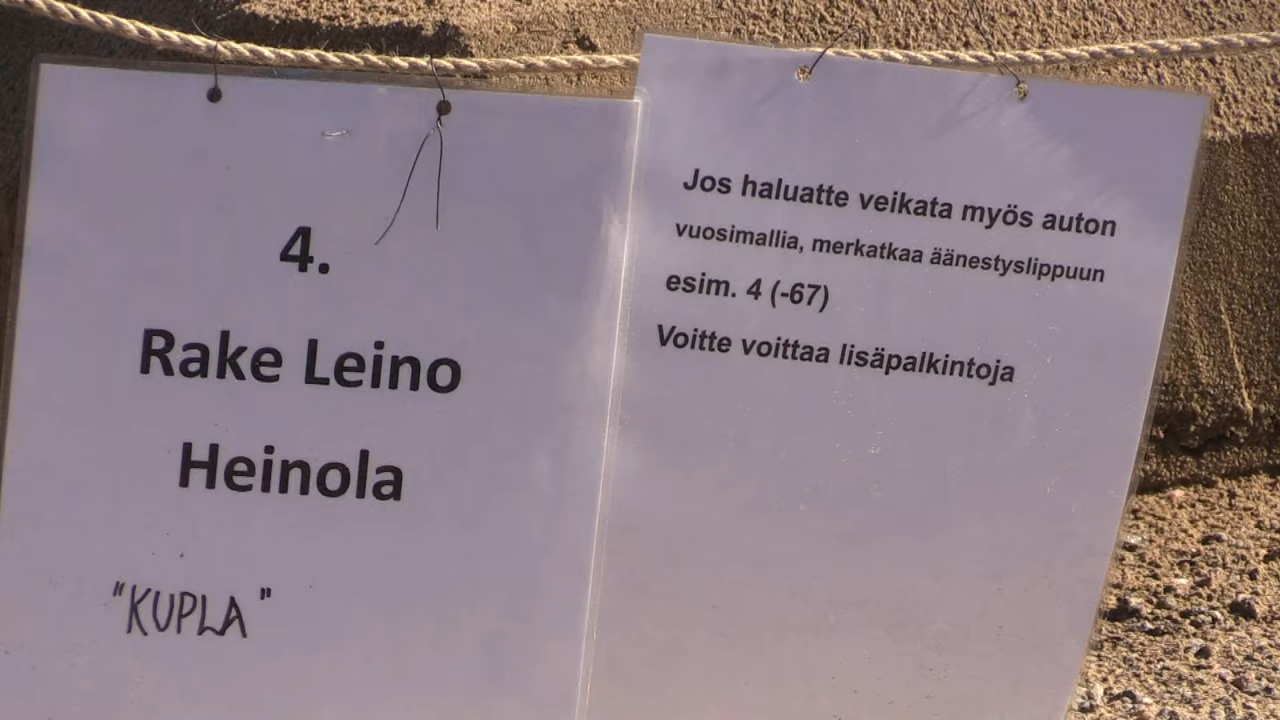 4.
Rake Leino
Heinola
"KUPLA"
Jos haluatte veikata myös auton
vuosimallia, merkatkaa äänestyslippuun
esim. 4 (-67)
Voitte voittaa lisäpalkintoja